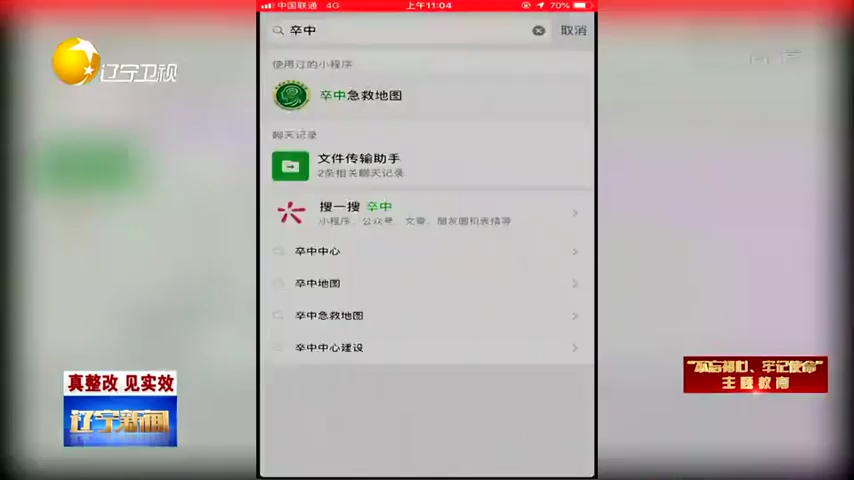 中国联通 4G
上午11:04
70%
卒中
取消
辽宁卫视
使用过的小程序
卒中急救地图
聊天记录
文件传输助手
2条相关聊天记录
搜一搜 卒中
小程序、公众号、文章、朋友圈和表情等
卒中中心
卒中地图
卒中急救地图
卒中中心建设
真整改 见实效
辽宁新闻
“不忘初心、牢记使命”
主题教育